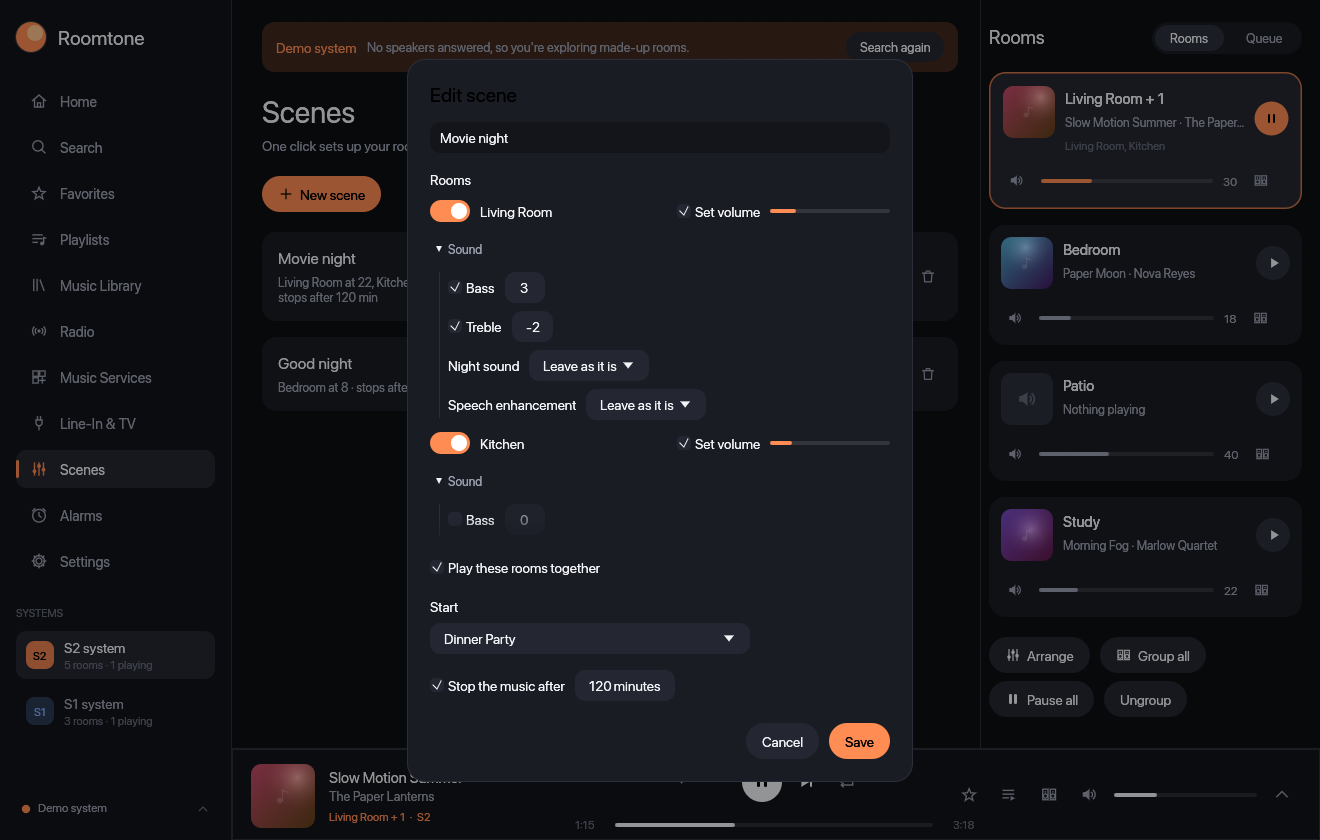 Roomtone
Home
Search
Favorites
Playlists
Music Library
Radio
Music Services
Line-In & TV
Scenes
Alarms
Settings
SYSTEMS
S2
S2 system
5 rooms · 1 playing
S1
S1 system
3 rooms · 1 playing
Demo system
Demo system No speakers answered, so you're exploring made-up rooms. Search again
Scenes
One click sets up your
New scene
Movie night
Living Room at 22,
stops after 120 min
Good night
Bedroom at 8 · stops
Edit scene
Movie night
Rooms
Living Room Set volume
Sound
Bass 3
Treble -2
Night sound Leave as it is
Speech enhancement Leave as it is
Kitchen Set volume
Sound
Bass 0
Play these rooms together
Start
Dinner Party
Stop the music after 120 minutes
Cancel Save
Rooms
Rooms Queue
Living Room + 1
Slow Motion Summer · The Paper...
Living Room, Kitchen
30
Bedroom
Paper Moon · Nova Reyes
18
Patio
Nothing playing
40
Study
Morning Fog · Marlow Quartet
22
Arrange Group all
Pause all Ungroup
Slow Motion Summer
The Paper Lanterns
Living Room + 1 · S2
1:15 3:18